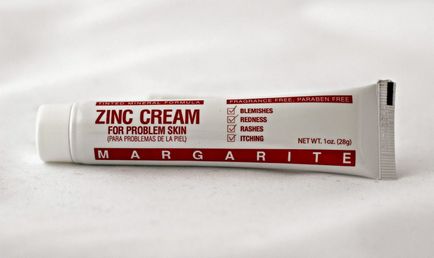 TINTED MINERAL FORMULA
ZINC CREAM
FOR PROBLEM SKIN
(PARA PROBLEMAS DE LA PIEL)
FRAGRANCE FREE, PARABEN FREE
BLEMISHES
REDNESS
RASHES
ITCHING
NET WT. 1oz. (28g)
MARGARITE